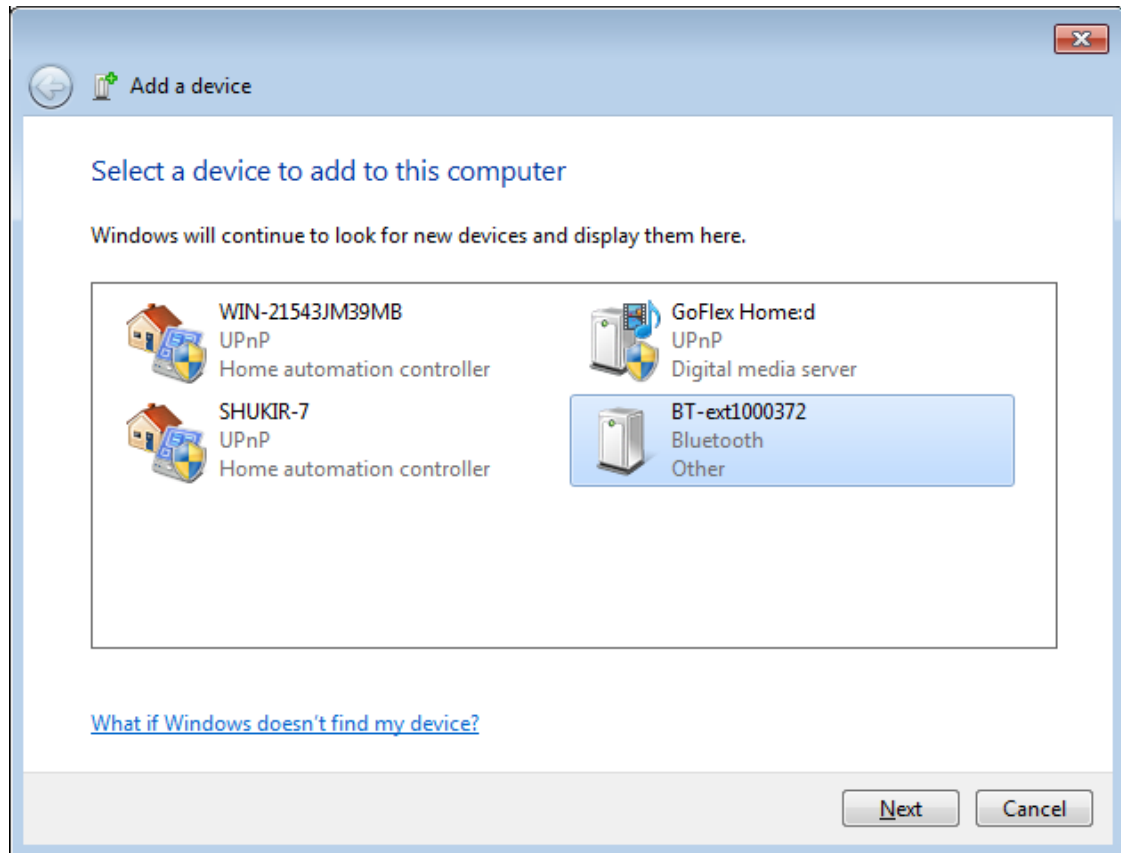 Add a device
Select a device to add to this computer
Windows will continue to look for new devices and display them here.
WIN-21543JM39MB
UPnP
Home automation controller
GoFlex Home:d
UPnP
Digital media server
SHUKIR-7
UPnP
Home automation controller
BT-ext1000372
Bluetooth
Other
What if Windows doesn't find my device?
Next
Cancel